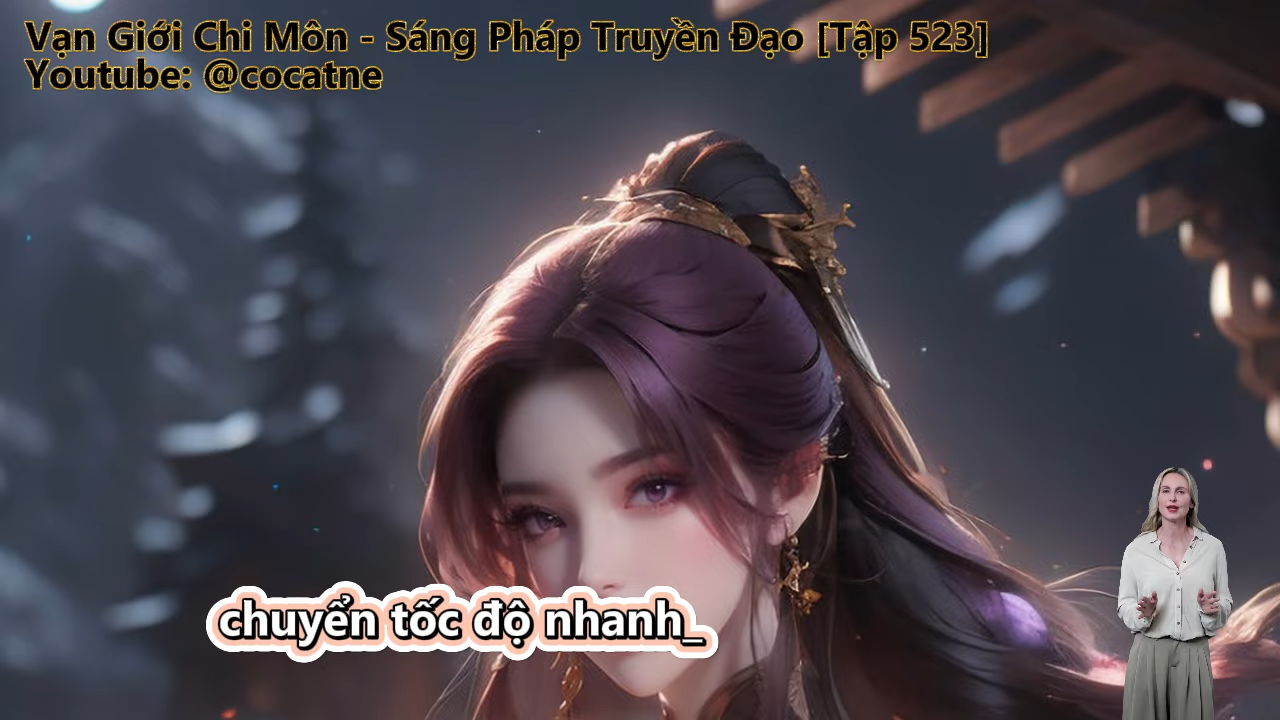 Vạn Giới Chi Môn - Sáng Pháp Truyền Đạo [Tập 523]
Youtube: @cocatne
chuyển tốc độ nhanh_